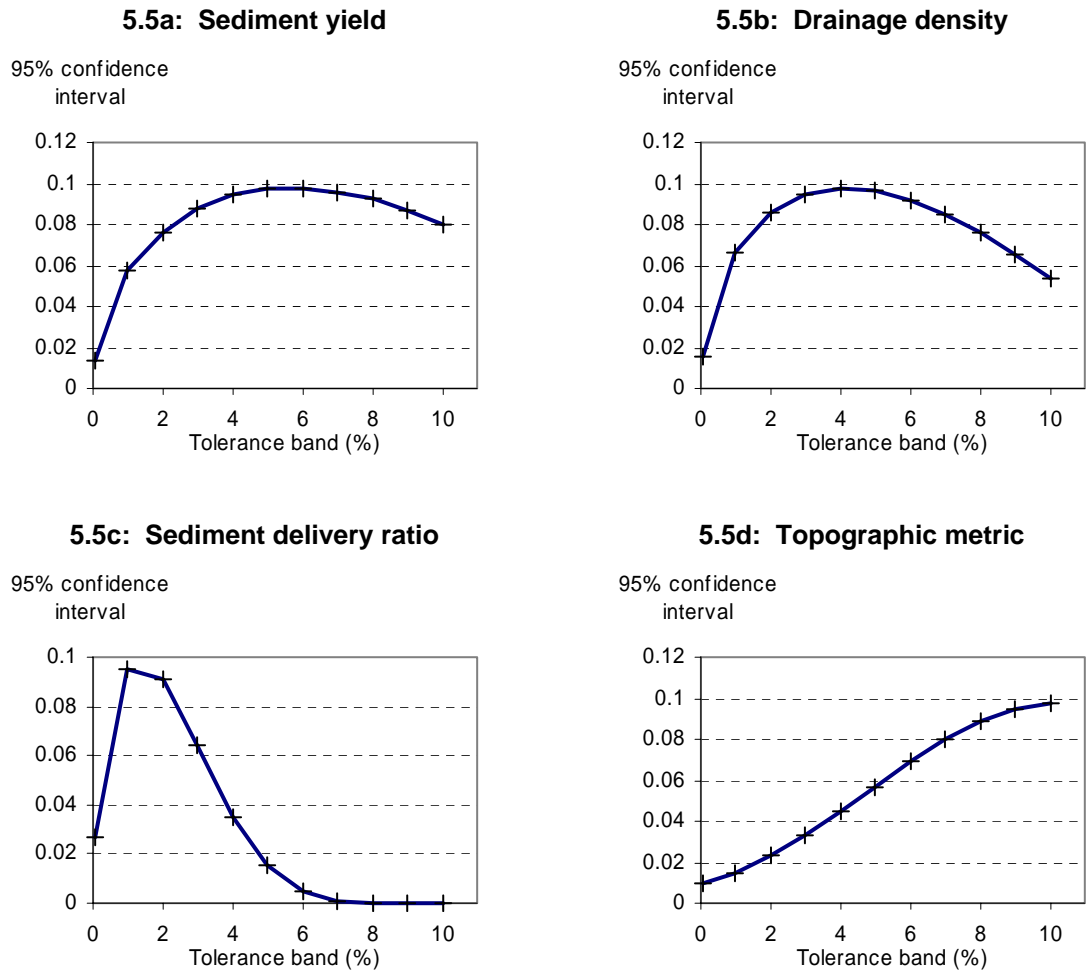 5.5a: Sediment yield
95% confidence
interval
0.12
0.1
0.08
0.06
0.04
0.02
0
0 2 4 6 8 10
Tolerance band (%)
5.5b: Drainage density
95% confidence
interval
0.12
0.1
0.08
0.06
0.04
0.02
0
0 2 4 6 8 10
Tolerance band (%)
5.5c: Sediment delivery ratio
95% confidence
interval
0.1
0.08
0.06
0.04
0.02
0
0 2 4 6 8 10
Tolerance band (%)
5.5d: Topographic metric
95% confidence
interval
0.12
0.1
0.08
0.06
0.04
0.02
0
0 2 4 6 8 10
Tolerance band (%)